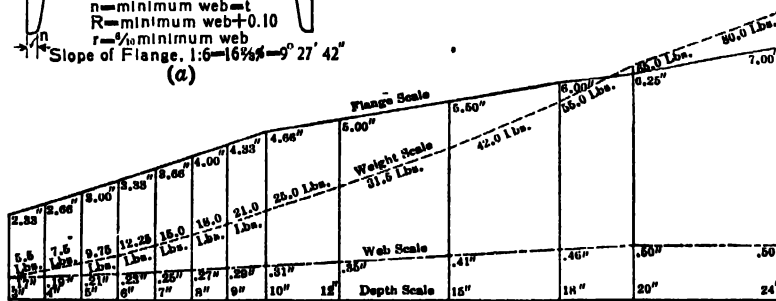 n=minimum web=t
R=minimum web+0.10
r=6/10 minimum web
n
Slope of Flange, 1:6=16⅔%=9° 27' 42"
(a)
Flange Scale
2.33" 2.66" 3.00" 3.33" 3.66" 4.00" 4.33" 4.66" 5.00" 5.50" 6.00" 6.25" 7.00"
Weight Scale
5.5 Lbs. 7.5 Lbs. 9.75 Lbs. 12.25 Lbs. 15.0 Lbs. 18.0 Lbs. 21.0 Lbs. 25.0 Lbs. 31.5 Lbs. 42.0 Lbs. 55.0 Lbs. 65.0 Lbs. 80.0 Lbs.
Web Scale
.17" .19" .21" .23" .25" .27" .29" .31" .35" .41" .46" .50" .50
Depth Scale
3" 4" 5" 6" 7" 8" 9" 10" 12" 15" 18" 20" 24"